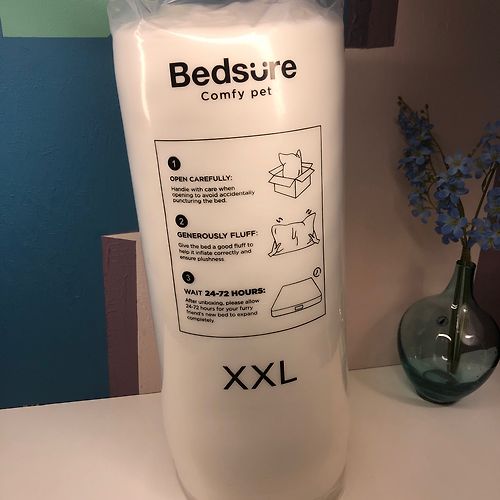 Bedsure
Comfy pet
1
OPEN CAREFULLY:
Handle with care when
opening to avoid accidentally
puncturing the bed.
2
GENEROUSLY FLUFF:
Give the bed a good fluff to
help it inflate correctly and
ensure plushness.
3
WAIT 24-72 HOURS:
After unboxing, please allow
24-72 hours for your furry
friend's new bed to expand
completely.
XXL